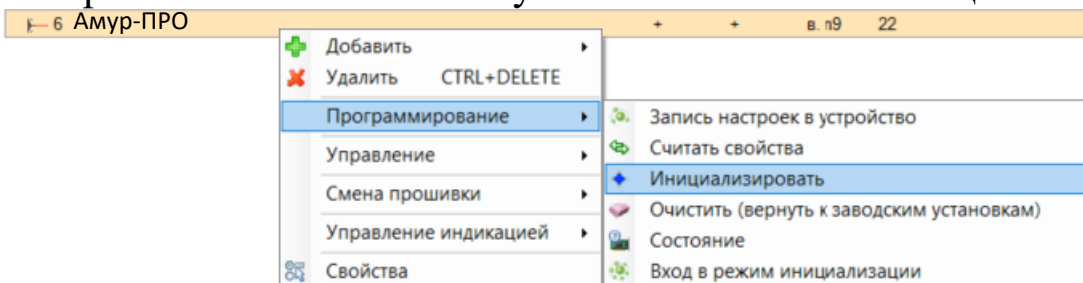 6 Амур-ПРО + + в. п9 22
Добавить
Удалить CTRL+DELETE
Программирование
Управление
Смена прошивки
Управление индикацией
Свойства
Запись настроек в устройство
Считать свойства
Инициализировать
Очистить (вернуть к заводским установкам)
Состояние
Вход в режим инициализации